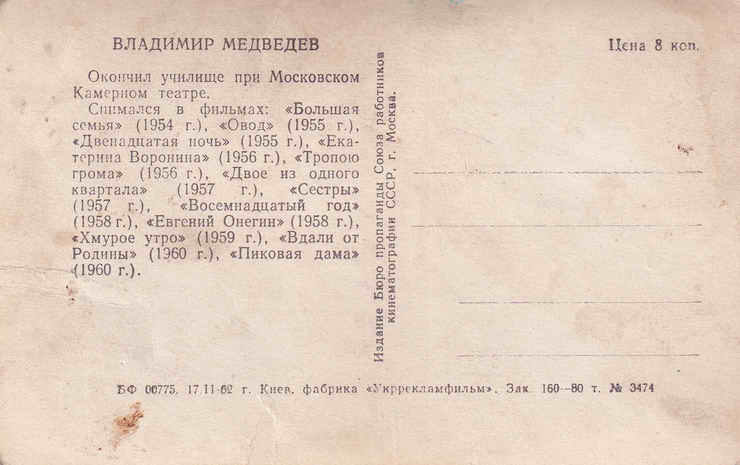 ВЛАДИМИР МЕДВЕДЕВ
Окончил училище при Московском
Камерном театре.
Снимался в фильмах: «Большая
семья» (1954 г.), «Овод» (1955 г.),
«Двенадцатая ночь» (1955 г.), «Ека-
терина Воронина» (1956 г.), «Тропою
грома» (1956 г.), «Двое из одного
квартала» (1957 г.), «Сестры»
(1957 г.), «Восемнадцатый год»
(1958 г.), «Евгений Онегин» (1958 г.),
«Хмурое утро» (1959 г.), «Вдали от
Родины» (1960 г.), «Пиковая дама»
(1960 г.).
Издание Бюро пропаганды Союза работников
кинематографии СССР, г. Москва.
Цена 8 коп.
БФ 00775. 17/II-62 г. Киев. фабрика «Укррекламфильм». Зак. 160—80 т. № 3474